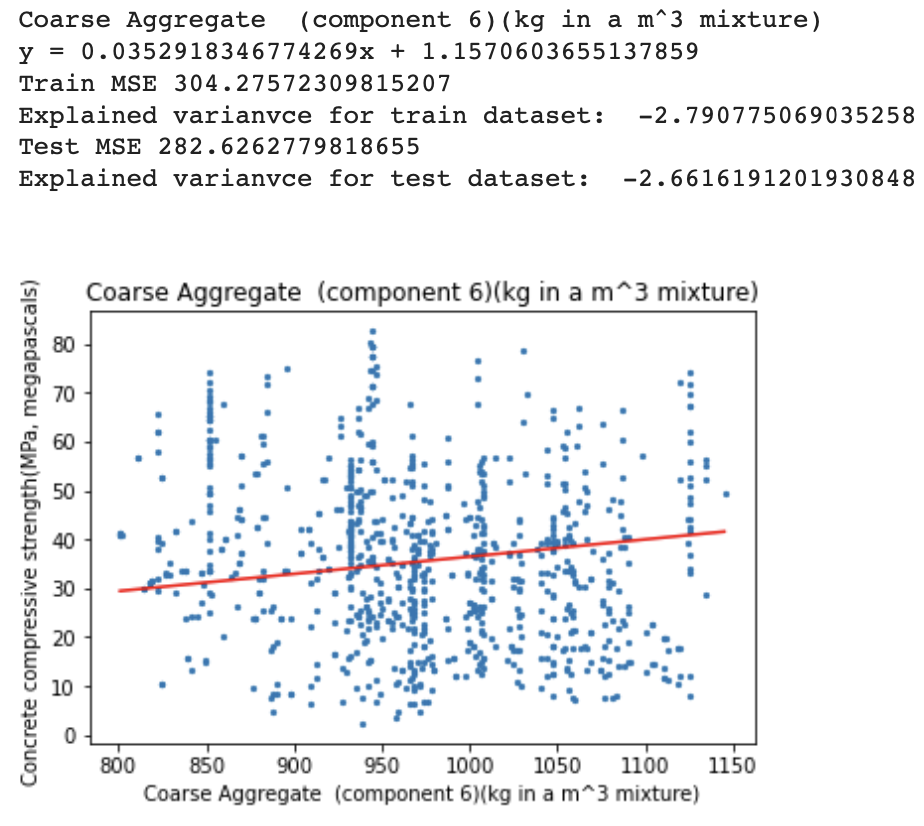 Coarse Aggregate  (component 6)(kg in a m^3 mixture)
y = 0.0352918346774269x + 1.1570603655137859
Train MSE 304.27572309815207
Explained varianvce for train dataset:  -2.790775069035258
Test MSE 282.6262779818655
Explained varianvce for test dataset:  -2.6616191201930848
Coarse Aggregate  (component 6)(kg in a m^3 mixture)
Concrete compressive strength(MPa, megapascals)
80
70
60
50
40
30
20
10
0
800 850 900 950 1000 1050 1100 1150
Coarse Aggregate  (component 6)(kg in a m^3 mixture)